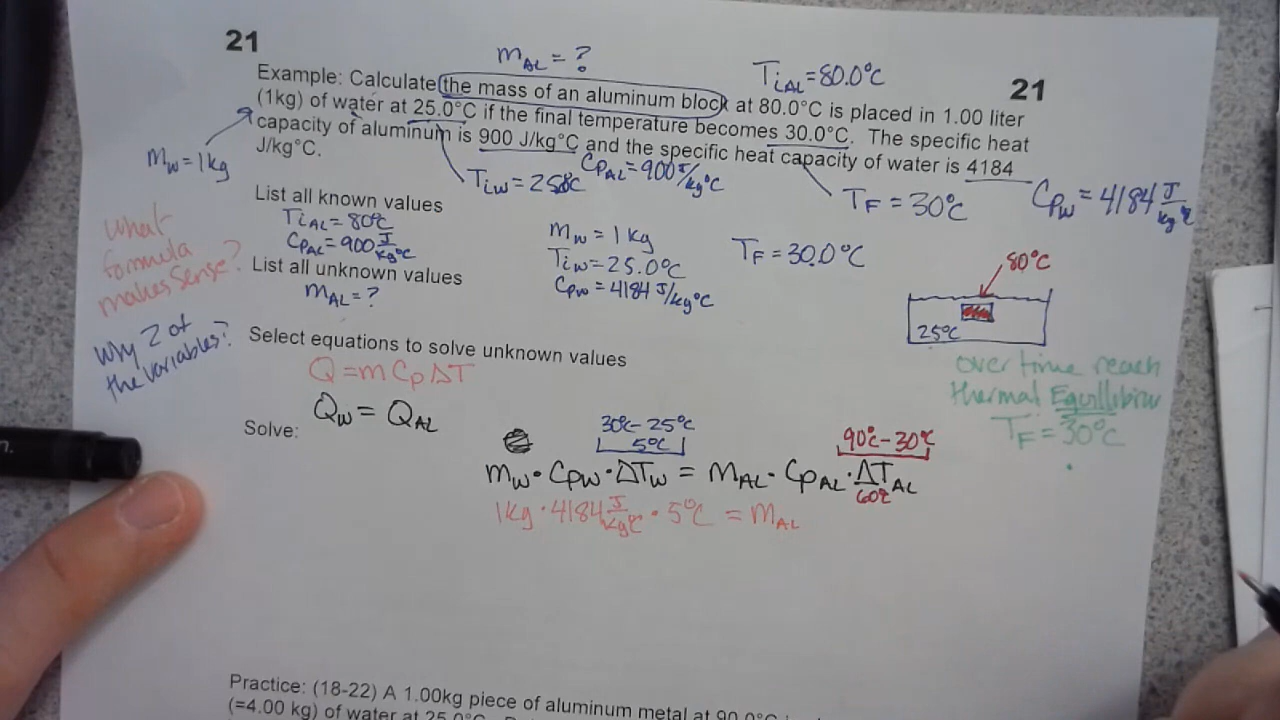 21
21
m_AL = ?
T_iAL = 80.0°C
Example: Calculate the mass of an aluminum block at 80.0°C is placed in 1.00 liter
(1kg) of water at 25.0°C if the final temperature becomes 30.0°C. The specific heat
capacity of aluminum is 900 J/kg°C and the specific heat capacity of water is 4184
J/kg°C.
m_w = 1kg
T_iw = 25°C
C_PAL = 900 J/kg°C
T_F = 30°C
C_Pw = 4184 J/kg°C
List all known values
T_iAL = 80°C
C_PAL = 900 J/kg°C
m_w = 1 kg
T_iw = 25.0°C
C_pw = 4184 J/kg°C
T_F = 30.0°C
What
formula
makes sense?
List all unknown values
m_AL = ?
80°C
25°C
Why 2 of
the variables?
Select equations to solve unknown values
Q = m Cp ΔT
Q_w = Q_AL
over time reach
thermal Equillibium
T_F = 30°C
Solve:
30°C - 25°C
5°C
90°C - 30°C
m_w · C_pw · ΔT_w = m_AL · C_pAL · ΔT_AL
60°C
1kg · 4184 J/kg°C · 5°C = m_AL
Practice: (18-22) A 1.00kg piece of aluminum metal at 90.0°C is
(=4.00 kg) of water at 25.0°C.